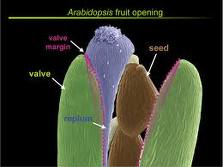 Arabidopsis fruit opening
valve
margin
seed
valve
replum